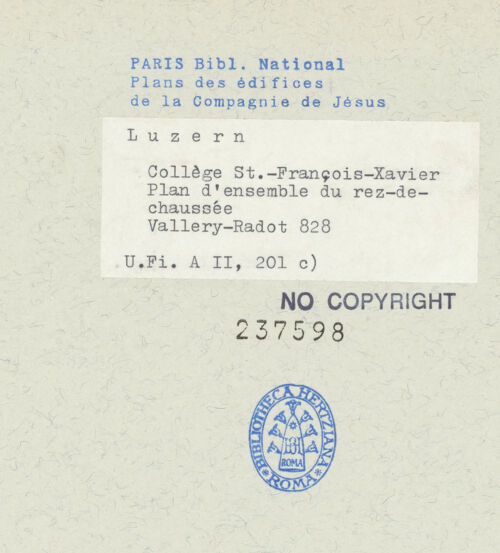 PARIS Bibl. National
Plans des édifices
de la Compagnie de Jésus
Luzern
Collège St.-François-Xavier
Plan d'ensemble du rez-de-
chaussée
Vallery-Radot 828
U.Fi. A II, 201 c)
NO COPYRIGHT
237598
BIBLIOTHECA HERTZIANA
ROMA
ROMA